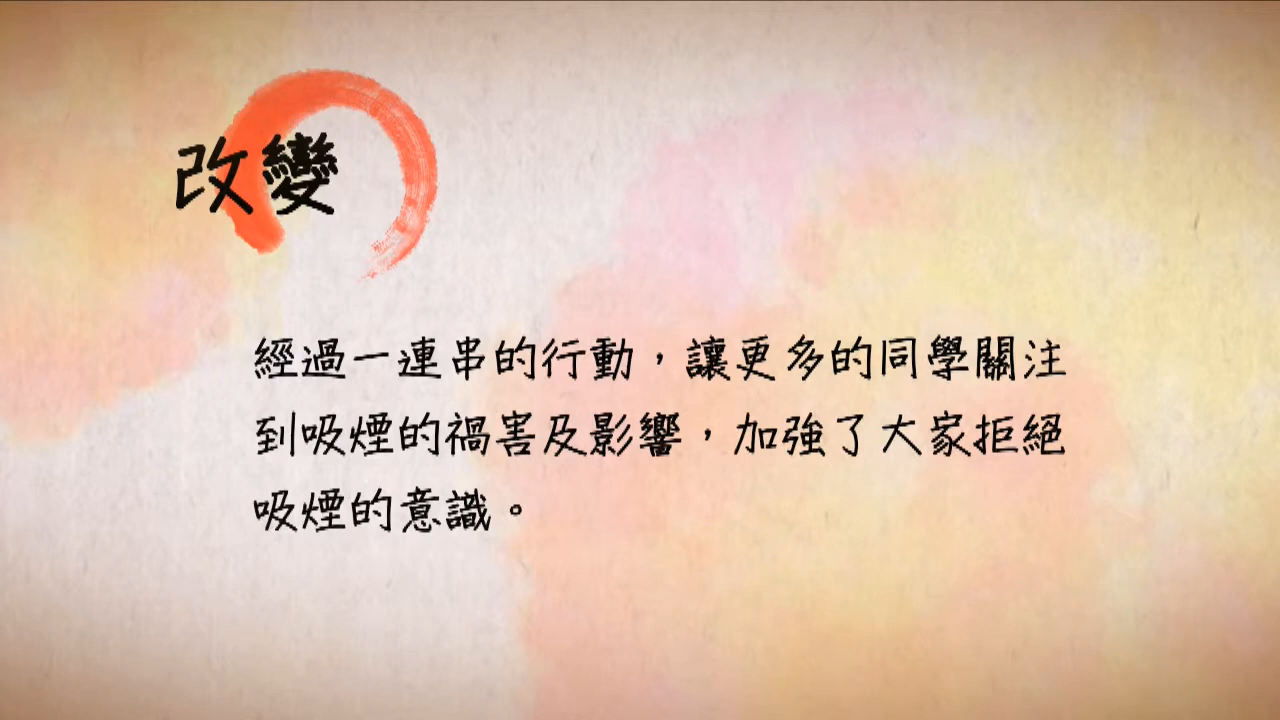 改變
經過一連串的行動，讓更多的同學關注
到吸煙的禍害及影響，加強了大家拒絕
吸煙的意識。